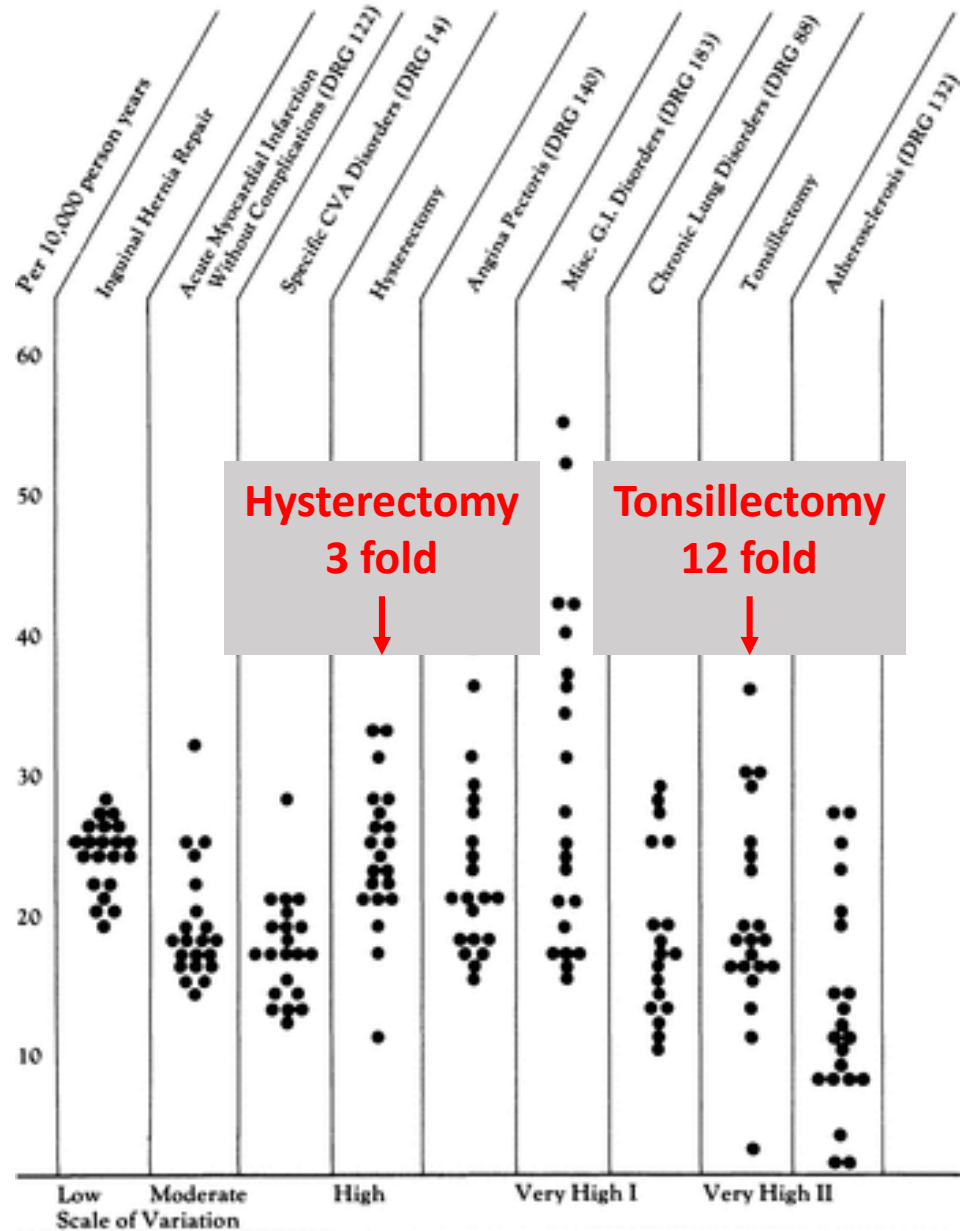 Per 10,000 person years
Inguinal Hernia Repair
Acute Myocardial Infarction
Without Complications (DRG 122)
Specific CVA Disorders (DRG 14)
Hysterectomy
Angina Pectoris (DRG 140)
Misc. G.I. Disorders (DRG 183)
Chronic Lung Disorders (DRG 88)
Tonsillectomy
Atherosclerosis (DRG 132)
60
50
Hysterectomy
3 fold
Tonsillectomy
12 fold
40
30
20
10
Low
Moderate
High
Very High I
Very High II
Scale of Variation